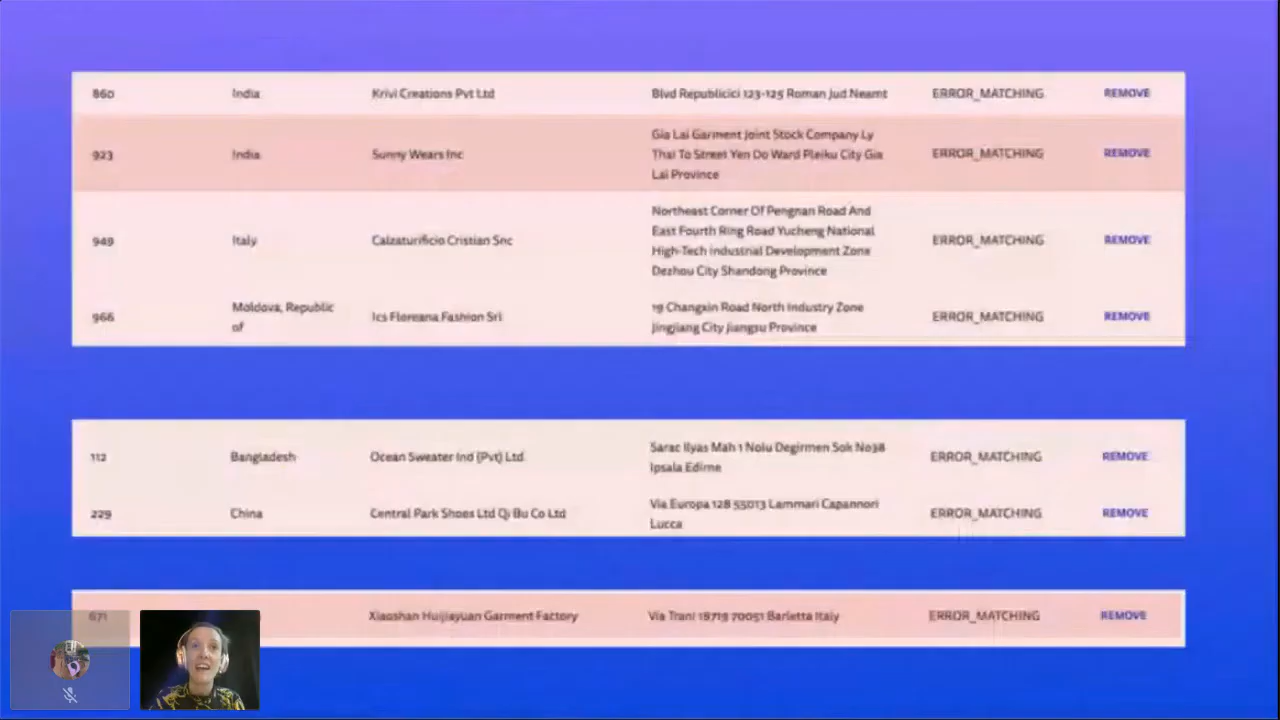 860 India Krivi Creations Pvt Ltd Blvd Republicici 123-125 Roman Jud Neamt ERROR_MATCHING REMOVE
Gia Lai Garment Joint Stock Company Ly
923 India Sunny Wears Inc Thai To Street Yen Do Ward Pleiku City Gia ERROR_MATCHING REMOVE
Lai Province
Northeast Corner Of Pengnan Road And
East Fourth Ring Road Yucheng National
949 Italy Calzaturificio Cristian Snc ERROR_MATCHING REMOVE
High-Tech Industrial Development Zone
Dezhou City Shandong Province
Moldova, Republic 19 Changxin Road North Industry Zone
966 Ics Floreana Fashion Srl ERROR_MATCHING REMOVE
of Jingjiang City Jiangsu Province
Sarac Ilyas Mah 1 Nolu Degirmen Sok No38
112 Bangladesh Ocean Sweater Ind (Pvt) Ltd ERROR_MATCHING REMOVE
Ipsala Edirne
Via Europa 128 55013 Lammari Capannori
229 China Central Park Shoes Ltd Qi Bu Co Ltd ERROR_MATCHING REMOVE
Lucca
671 Xiaoshan Huijiayuan Garment Factory Via Trani 18719 70051 Barletta Italy ERROR_MATCHING REMOVE